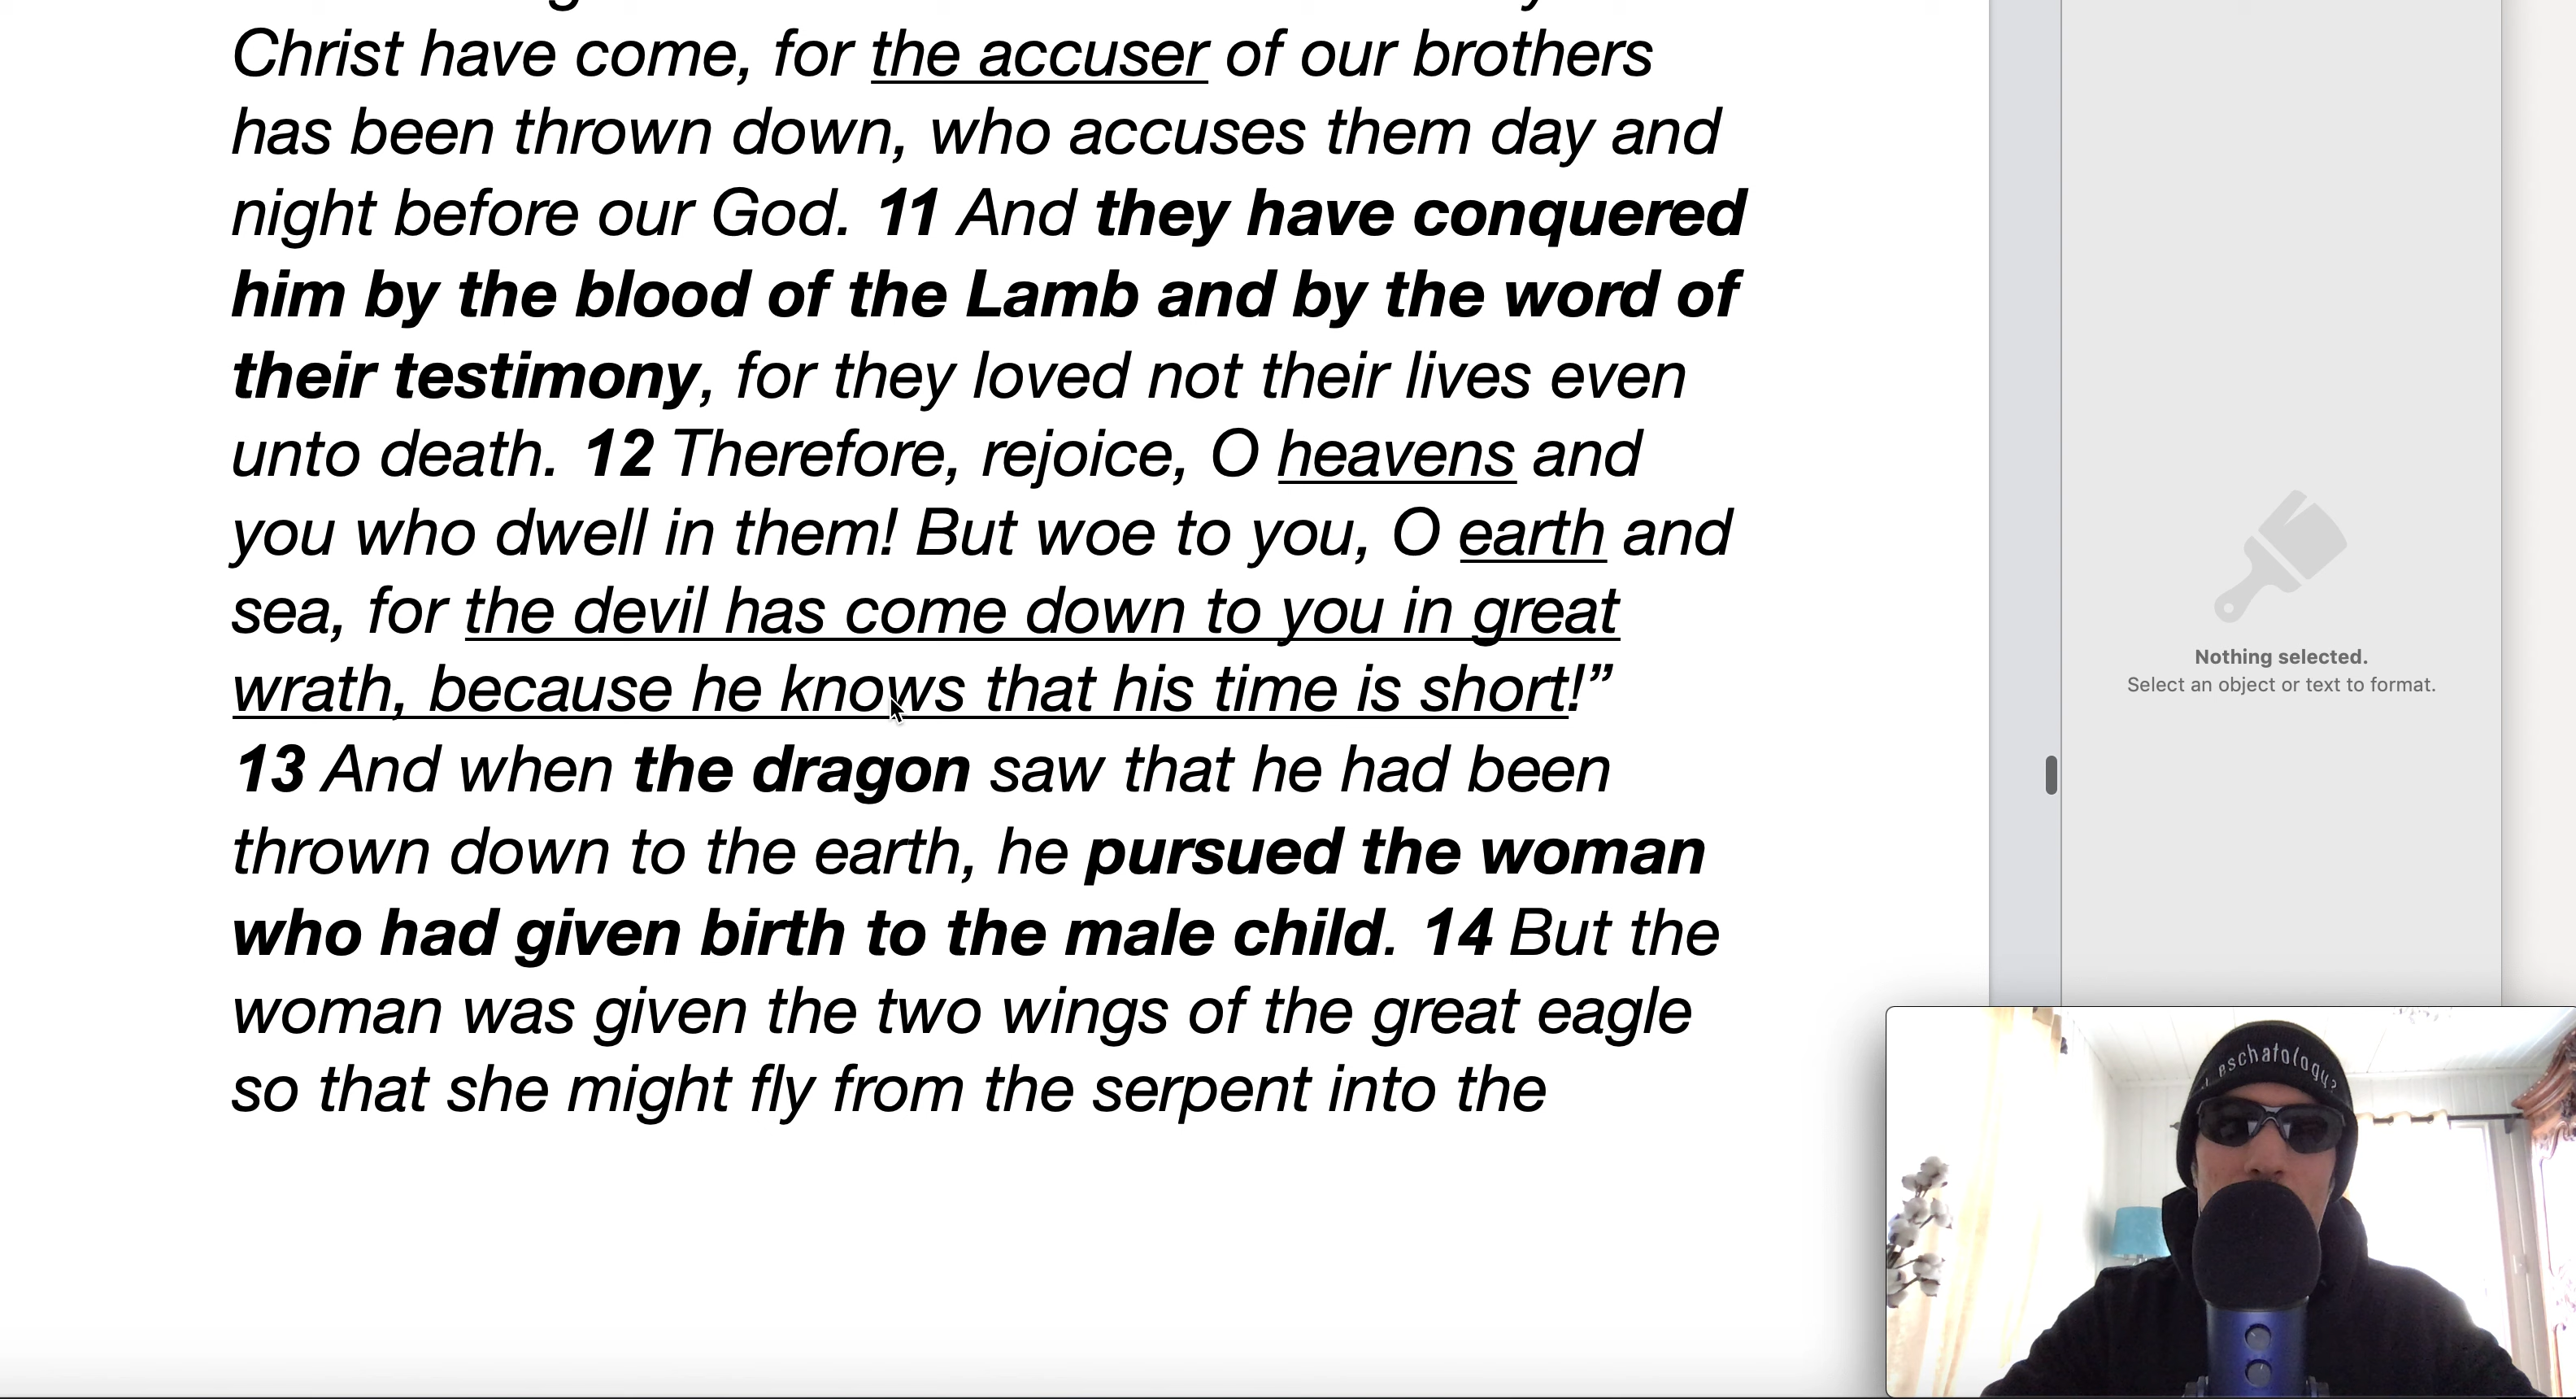 Christ have come, for the accuser of our brothers
has been thrown down, who accuses them day and
night before our God. 11 And they have conquered
him by the blood of the Lamb and by the word of
their testimony, for they loved not their lives even
unto death. 12 Therefore, rejoice, O heavens and
you who dwell in them! But woe to you, O earth and
sea, for the devil has come down to you in great
wrath, because he knows that his time is short!”
13 And when the dragon saw that he had been
thrown down to the earth, he pursued the woman
who had given birth to the male child. 14 But the
woman was given the two wings of the great eagle
so that she might fly from the serpent into the
Nothing selected.
Select an object or text to format.
eschatology?